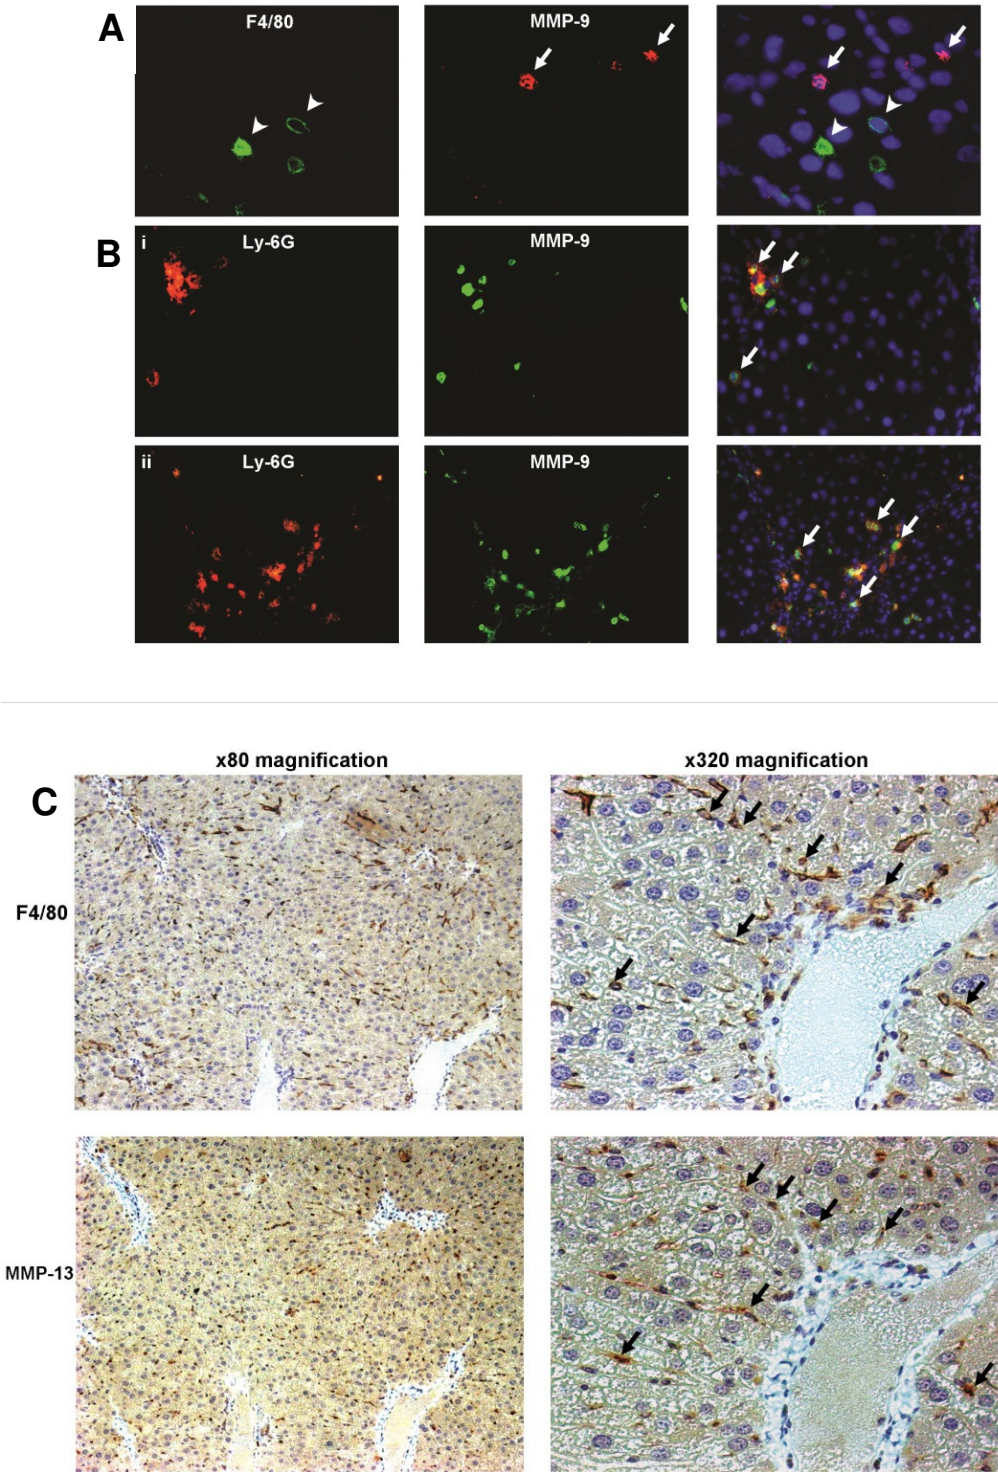 A
F4/80
MMP-9
B
i
Ly-6G
MMP-9
ii
Ly-6G
MMP-9
x80 magnification
x320 magnification
C
F4/80
MMP-13